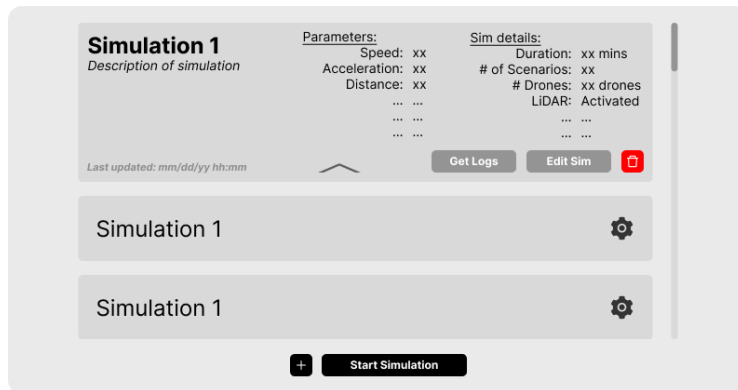 Simulation 1
Description of simulation
Parameters:
Speed: xx
Acceleration: xx
Distance: xx
... ...
... ...
... ...
Sim details:
Duration: xx mins
# of Scenarios: xx
# Drones: xx drones
LiDAR: Activated
... ...
... ...
Last updated: mm/dd/yy hh:mm
Get Logs
Edit Sim
Simulation 1
Simulation 1
+ Start Simulation